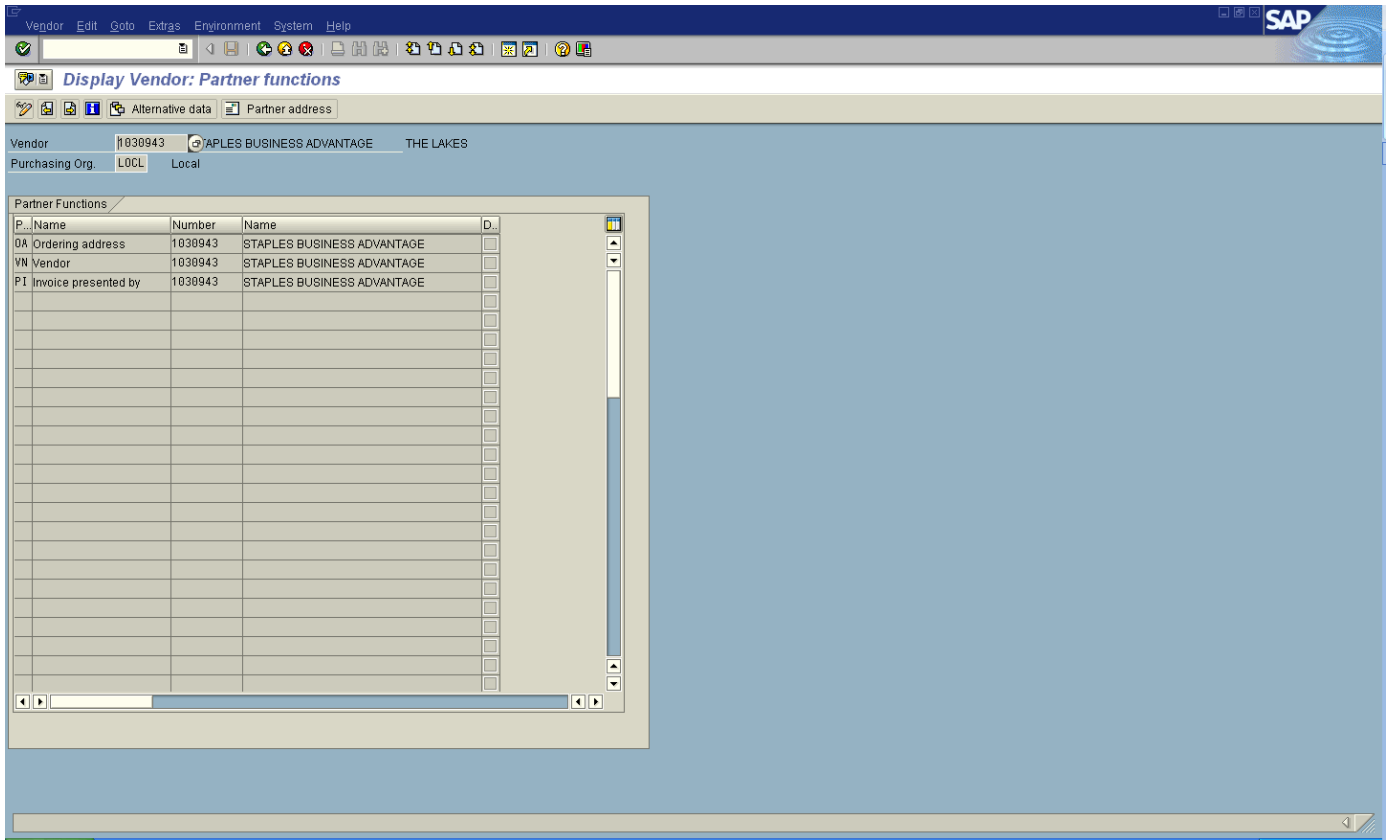 Vendor Edit Goto Extras Environment System Help
SAP
Display Vendor: Partner functions
Alternative data Partner address
Vendor 1030943 TAPLES BUSINESS ADVANTAGE THE LAKES
Purchasing Org. LOCL Local
Partner Functions
P.. Name Number Name D..
OA Ordering address 1030943 STAPLES BUSINESS ADVANTAGE
VN Vendor 1030943 STAPLES BUSINESS ADVANTAGE
PI Invoice presented by 1030943 STAPLES BUSINESS ADVANTAGE